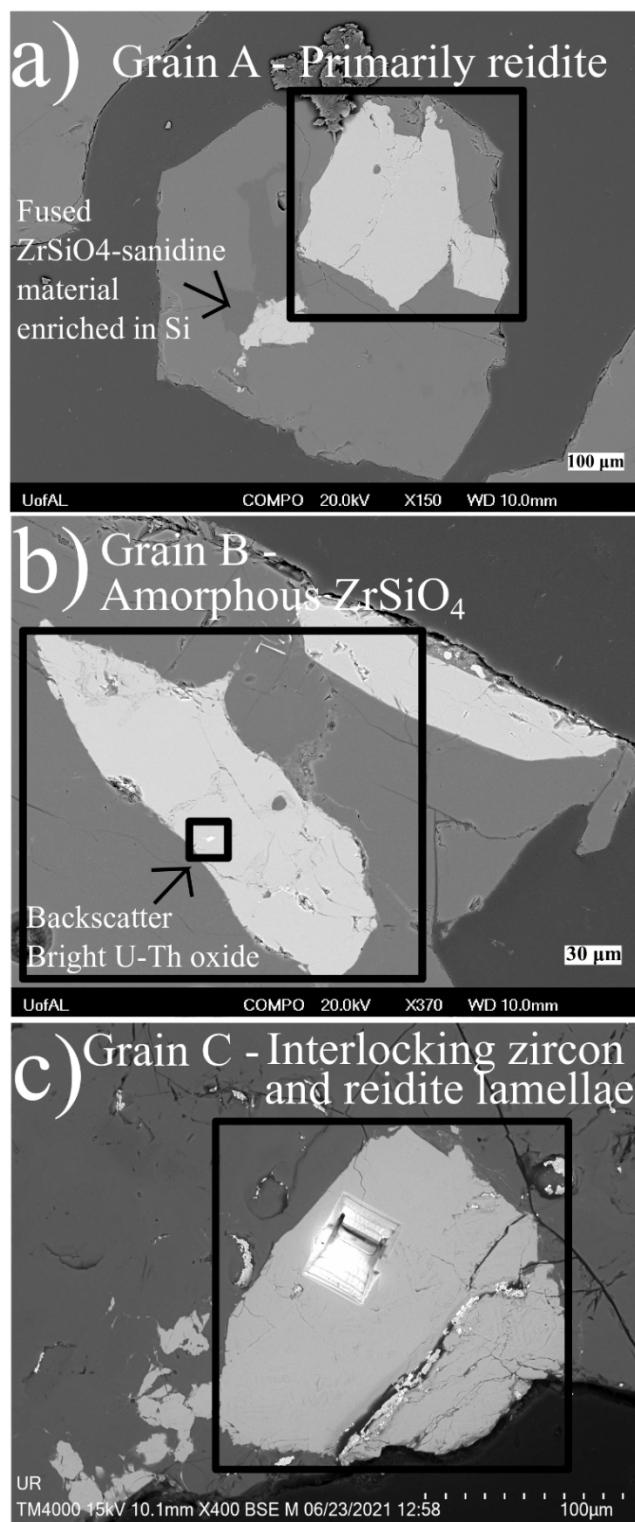 a) Grain A - Primarily reidite
Fused
ZrSiO4-sanidine
material
enriched in Si
100 μm
UofAL COMPO 20.0kV X150 WD 10.0mm
b) Grain B -
Amorphous ZrSiO₄
Backscatter
Bright U-Th oxide
30 μm
UofAL COMPO 20.0kV X370 WD 10.0mm
c) Grain C - Interlocking zircon
and reidite lamellae
UR
TM4000 15kV 10.1mm X400 BSE M 06/23/2021 12:58 100μm